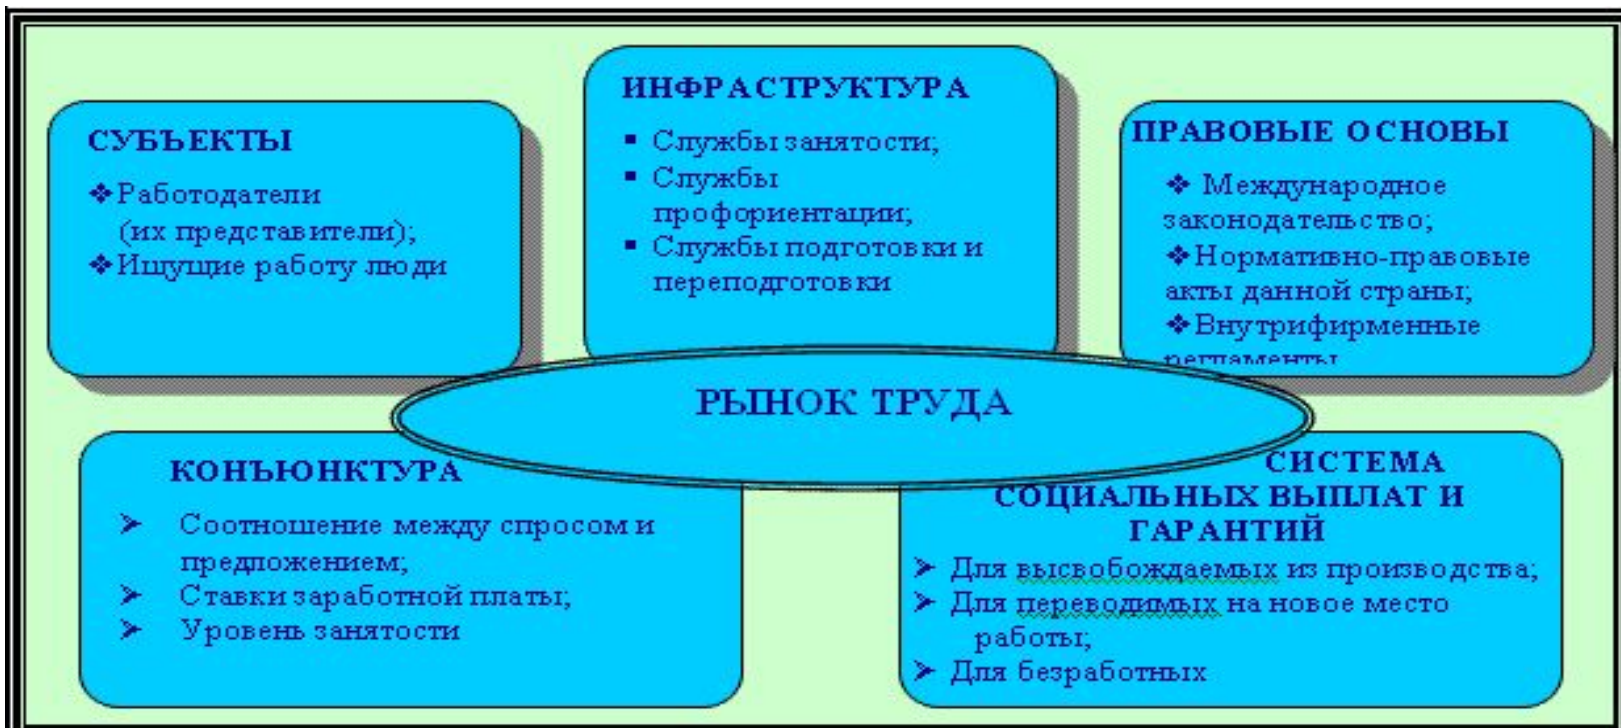 СУБЪЕКТЫ
❖Работодатели
(их представители);
❖Ищущие работу люди
ИНФРАСТРУКТУРА
▪ Службы занятости;
▪ Службы
профориентации;
▪ Службы подготовки и
переподготовки
ПРАВОВЫЕ ОСНОВЫ
❖ Международное
законодательство;
❖Нормативно-правовые
акты данной страны;
❖Внутрифирменные
регламенты
РЫНОК ТРУДА
КОНЪЮНКТУРА
➢ Соотношение между спросом и
предложением;
➢ Ставки заработной платы;
➢ Уровень занятости
СИСТЕМА
СОЦИАЛЬНЫХ ВЫПЛАТ И
ГАРАНТИЙ
➢ Для высвобождаемых из производства;
➢ Для переводимых на новое место
работы;
➢ Для безработных